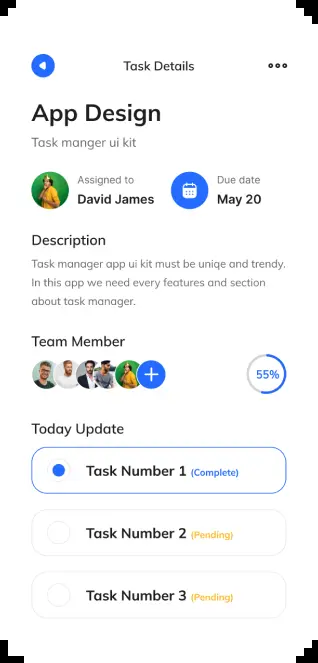 Task Details
App Design
Task manger ui kit
Assigned to
David James
Due date
May 20
Description
Task manager app ui kit must be uniqe and trendy.
In this app we need every features and section
about task manager.
Team Member
55%
Today Update
Task Number 1 (Complete)
Task Number 2 (Pending)
Task Number 3 (Pending)